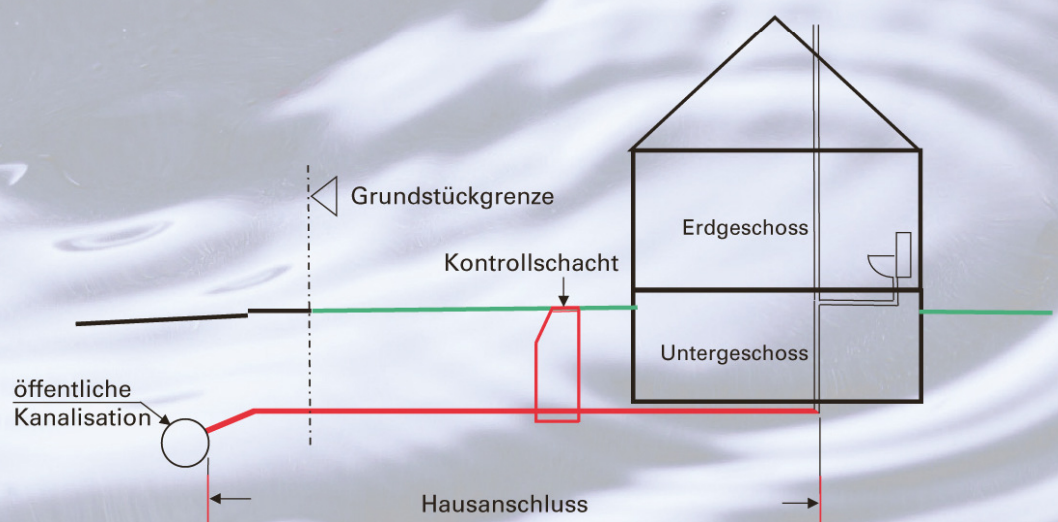 Grundstückgrenze
Erdgeschoss
Kontrollschacht
Untergeschoss
öffentliche
Kanalisation
Hausanschluss